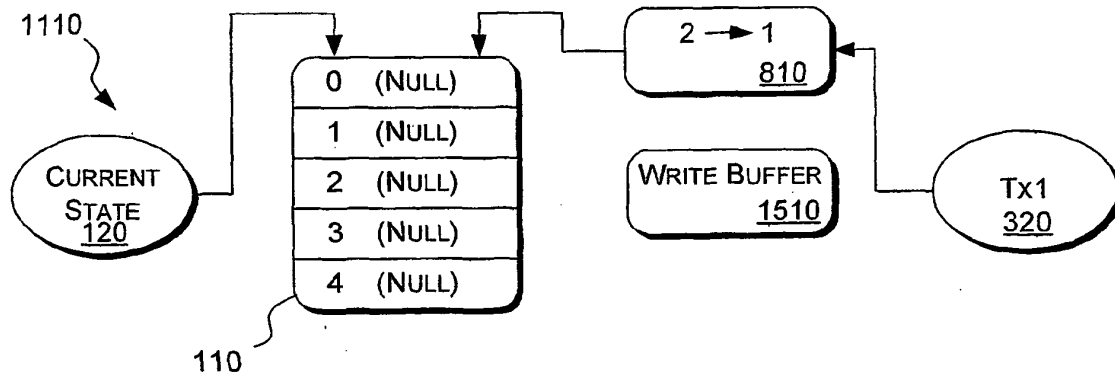 1110
0 (NULL)
1 (NULL)
2 (NULL)
3 (NULL)
4 (NULL)
110
CURRENT
STATE
120
2 → 1
810
WRITE BUFFER
1510
Tx1
320